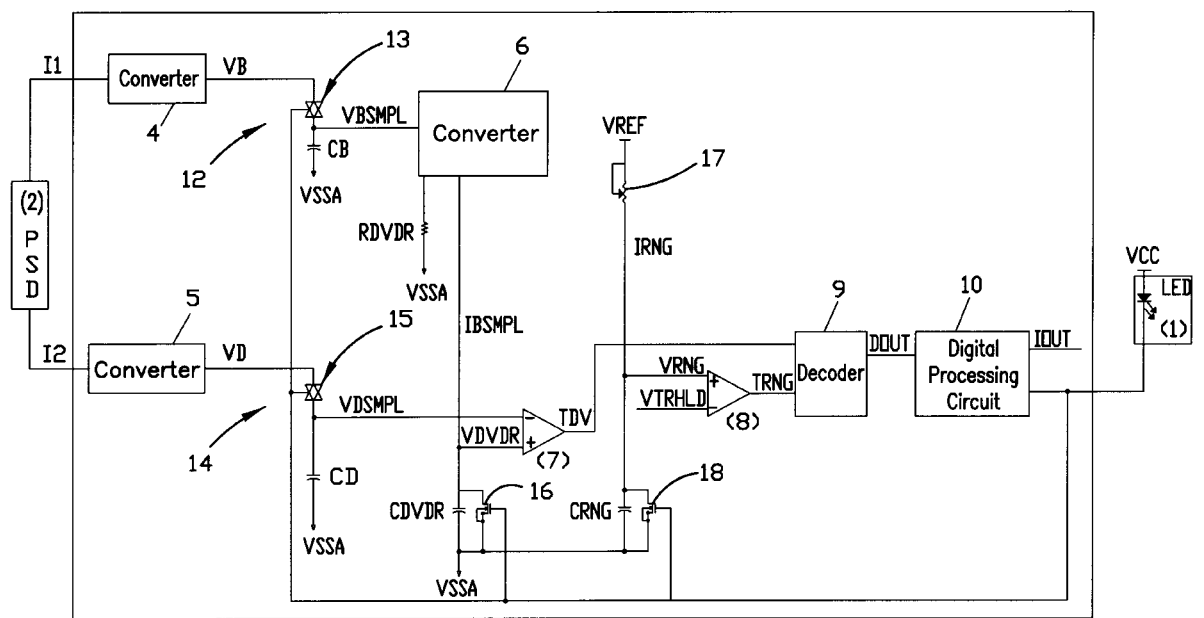 13
6
I1
Converter
VB
4
VBSMPL
Converter
12
CB
VSSA
VREF
17
(2)
P
S
D
RDVDR
VSSA
IRNG
5
15
IBSMPL
9
10
VCC
LED
(1)
I2
Converter
VD
VDSMPL
TDV
VRNG
VTRHLD
TRNG
Decoder
DOUT
Digital
Processing
Circuit
IOUT
+
-
(8)
14
-
+
VDVDR
(7)
CD
VSSA
CDVDR
16
CRNG
18
VSSA